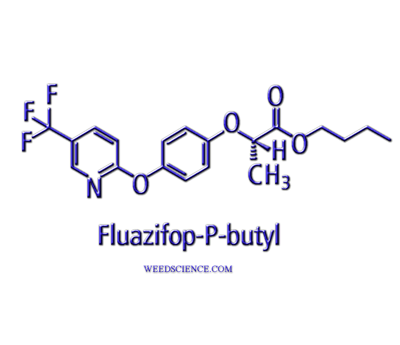 F
F
F
N
O
O
O
O
H
CH₃
Fluazifop-P-butyl
WEEDSCIENCE.COM